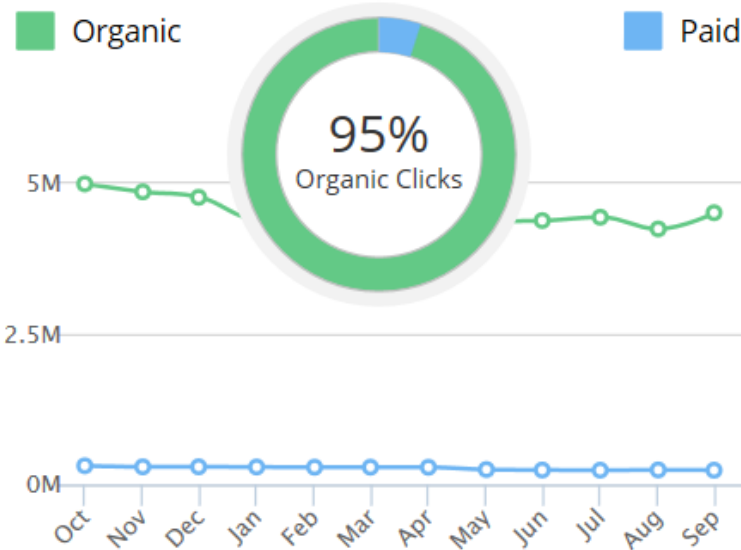 Organic
Paid
95%
Organic Clicks
5M
2.5M
0M
Oct
Nov
Dec
Jan
Feb
Mar
Apr
May
Jun
Jul
Aug
Sep